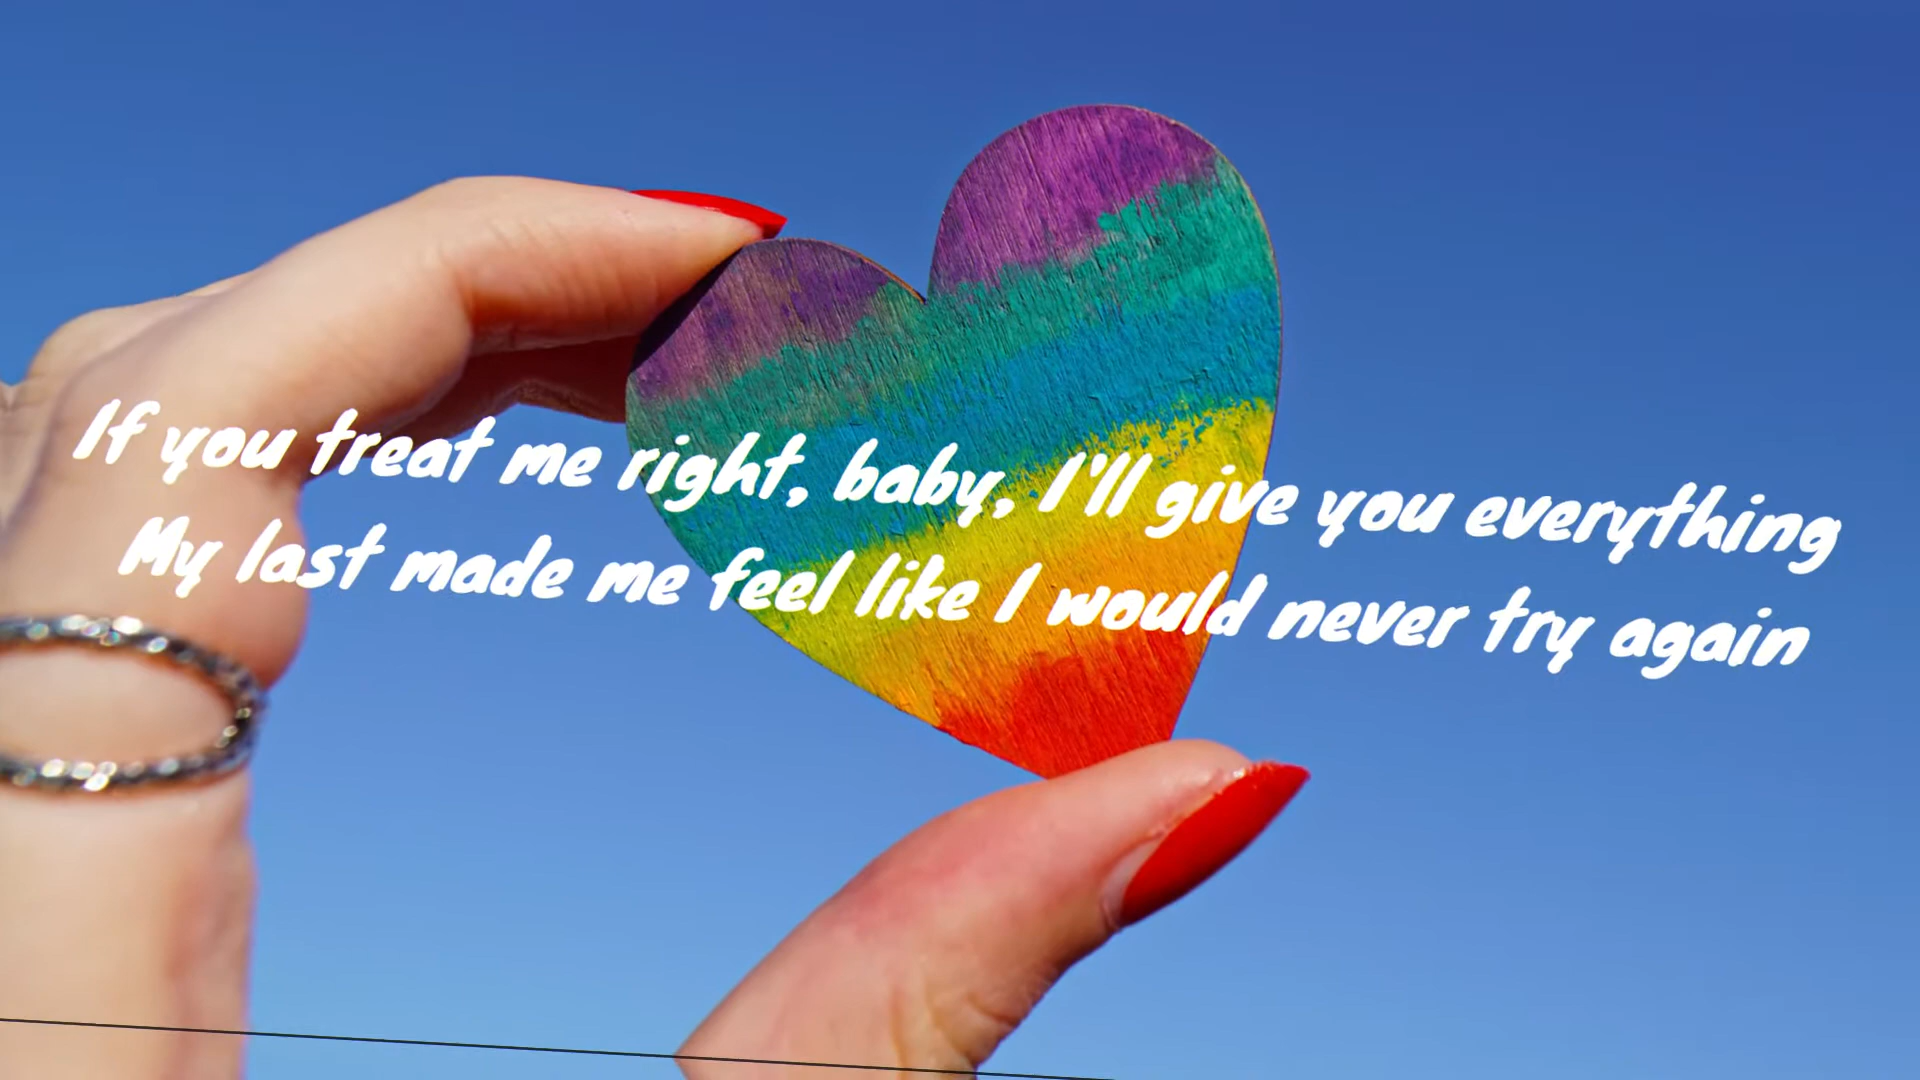 If you treat me right, baby, I'll give you everything
My last made me feel like I would never try again